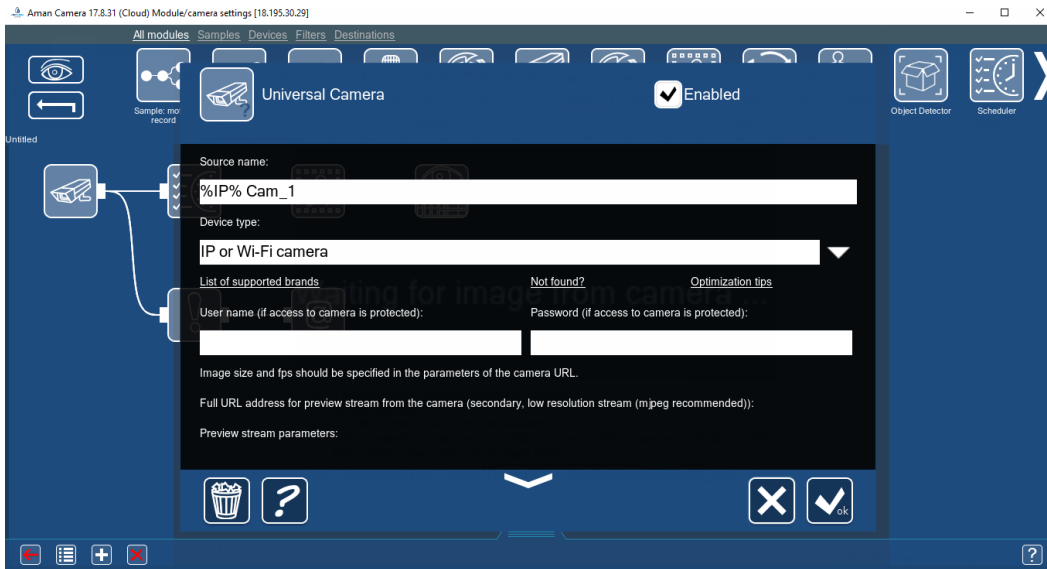 Aman Camera 17.8.31 (Cloud) Module/camera settings [18.195.30.29]
All modules Samples Devices Filters Destinations
Sample: mo
record
Object Detector
Scheduler
Untitled
Universal Camera
Enabled
Source name:
%IP% Cam_1
Device type:
IP or Wi-Fi camera
List of supported brands
Not found?
Optimization tips
Waiting for image from camera ...
User name (if access to camera is protected):
Password (if access to camera is protected):
Image size and fps should be specified in the parameters of the camera URL.
Full URL address for preview stream from the camera (secondary, low resolution stream (mjpeg recommended)):
Preview stream parameters:
ok